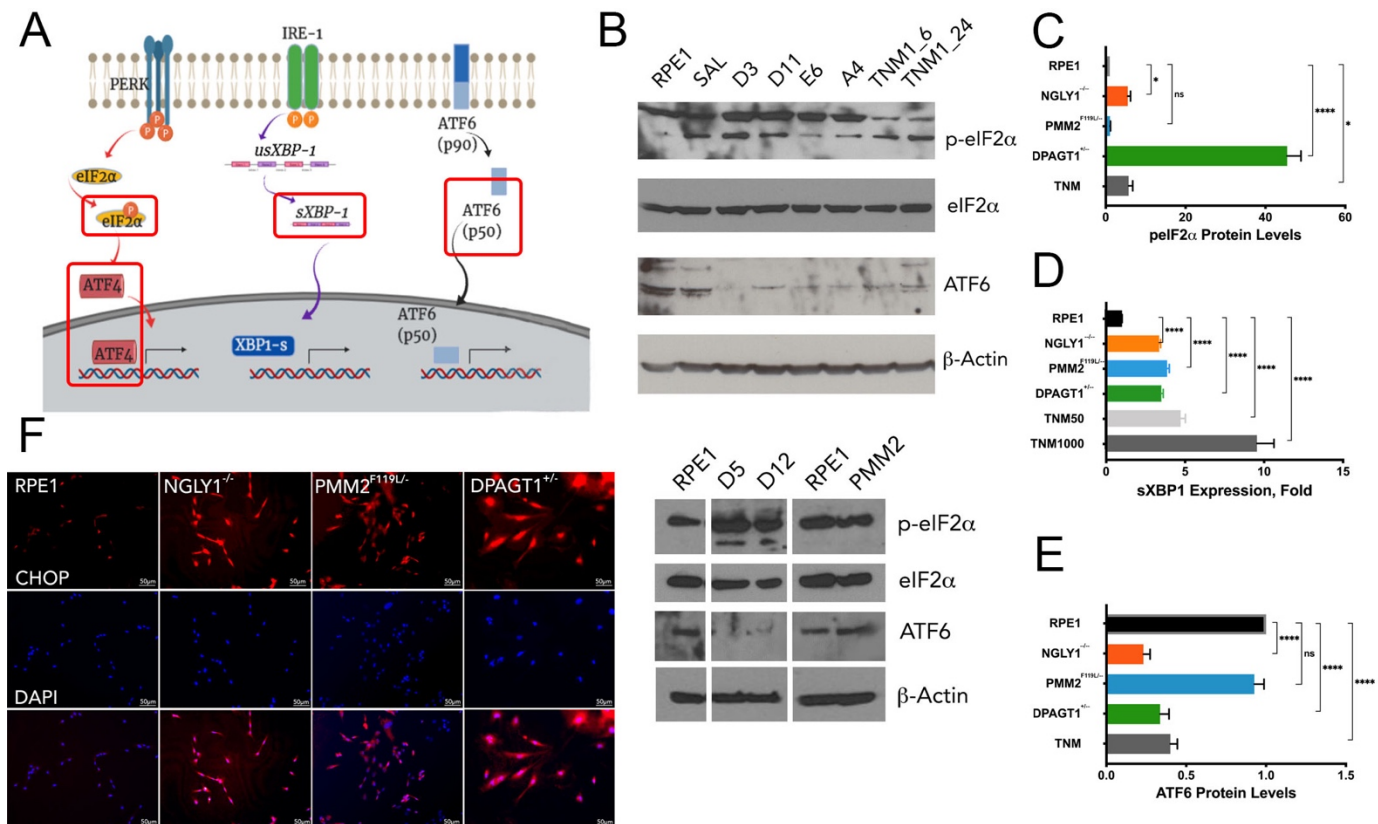 A
PERK
IRE-1
P
P
P
P
P
ATF6
(p90)
usXBP-1
eIF2α
P
eIF2α
sXBP-1
ATF6
(p50)
ATF4
ATF6
(p50)
ATF4
XBP1-s
B
RPE1
SAL
D3
D11
E6
A4
TNM1_6
TNM1_24
p-eIF2α
eIF2α
ATF6
β-Actin
RPE1
D5
D12
RPE1
PMM2
p-eIF2α
eIF2α
ATF6
β-Actin
C
RPE1
NGLY1-/-
PMM2F119L/-
DPAGT1+/-
TNM
*
ns
****
*
0 20 40 60
peIF2α Protein Levels
D
RPE1
NGLY1-/-
PMM2F119L/-
DPAGT1+/-
TNM50
TNM1000
****
****
****
****
****
0 5 10 15
sXBP1 Expression, Fold
E
RPE1
NGLY1-/-
PMM2F119L/-
DPAGT1+/-
TNM
****
ns
****
****
0.0 0.5 1.0 1.5
ATF6 Protein Levels
F
RPE1 NGLY1-/- PMM2F119L/- DPAGT1+/-
CHOP
50μm 50μm 50μm 50μm
DAPI
50μm 50μm 50μm 50μm
50μm 50μm 50μm 50μm